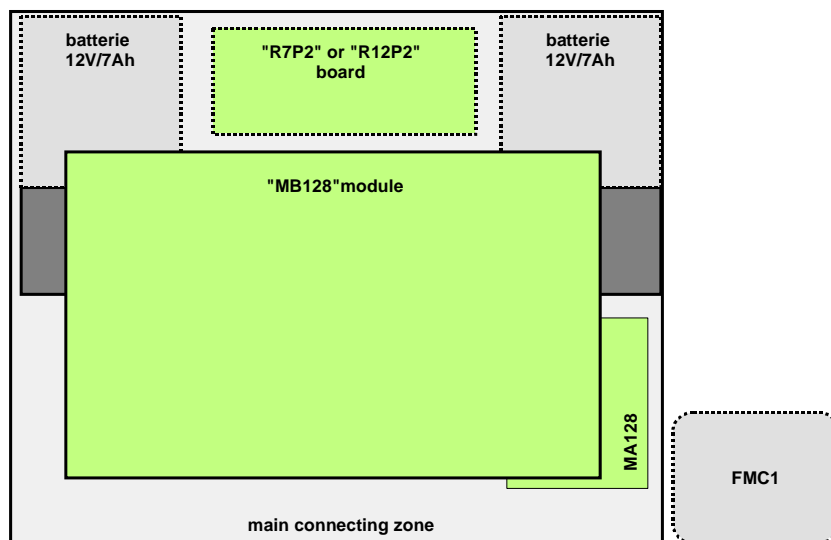 batterie
12V/7Ah
"R7P2" or "R12P2"
board
batterie
12V/7Ah
"MB128"module
MA128
FMC1
main connecting zone